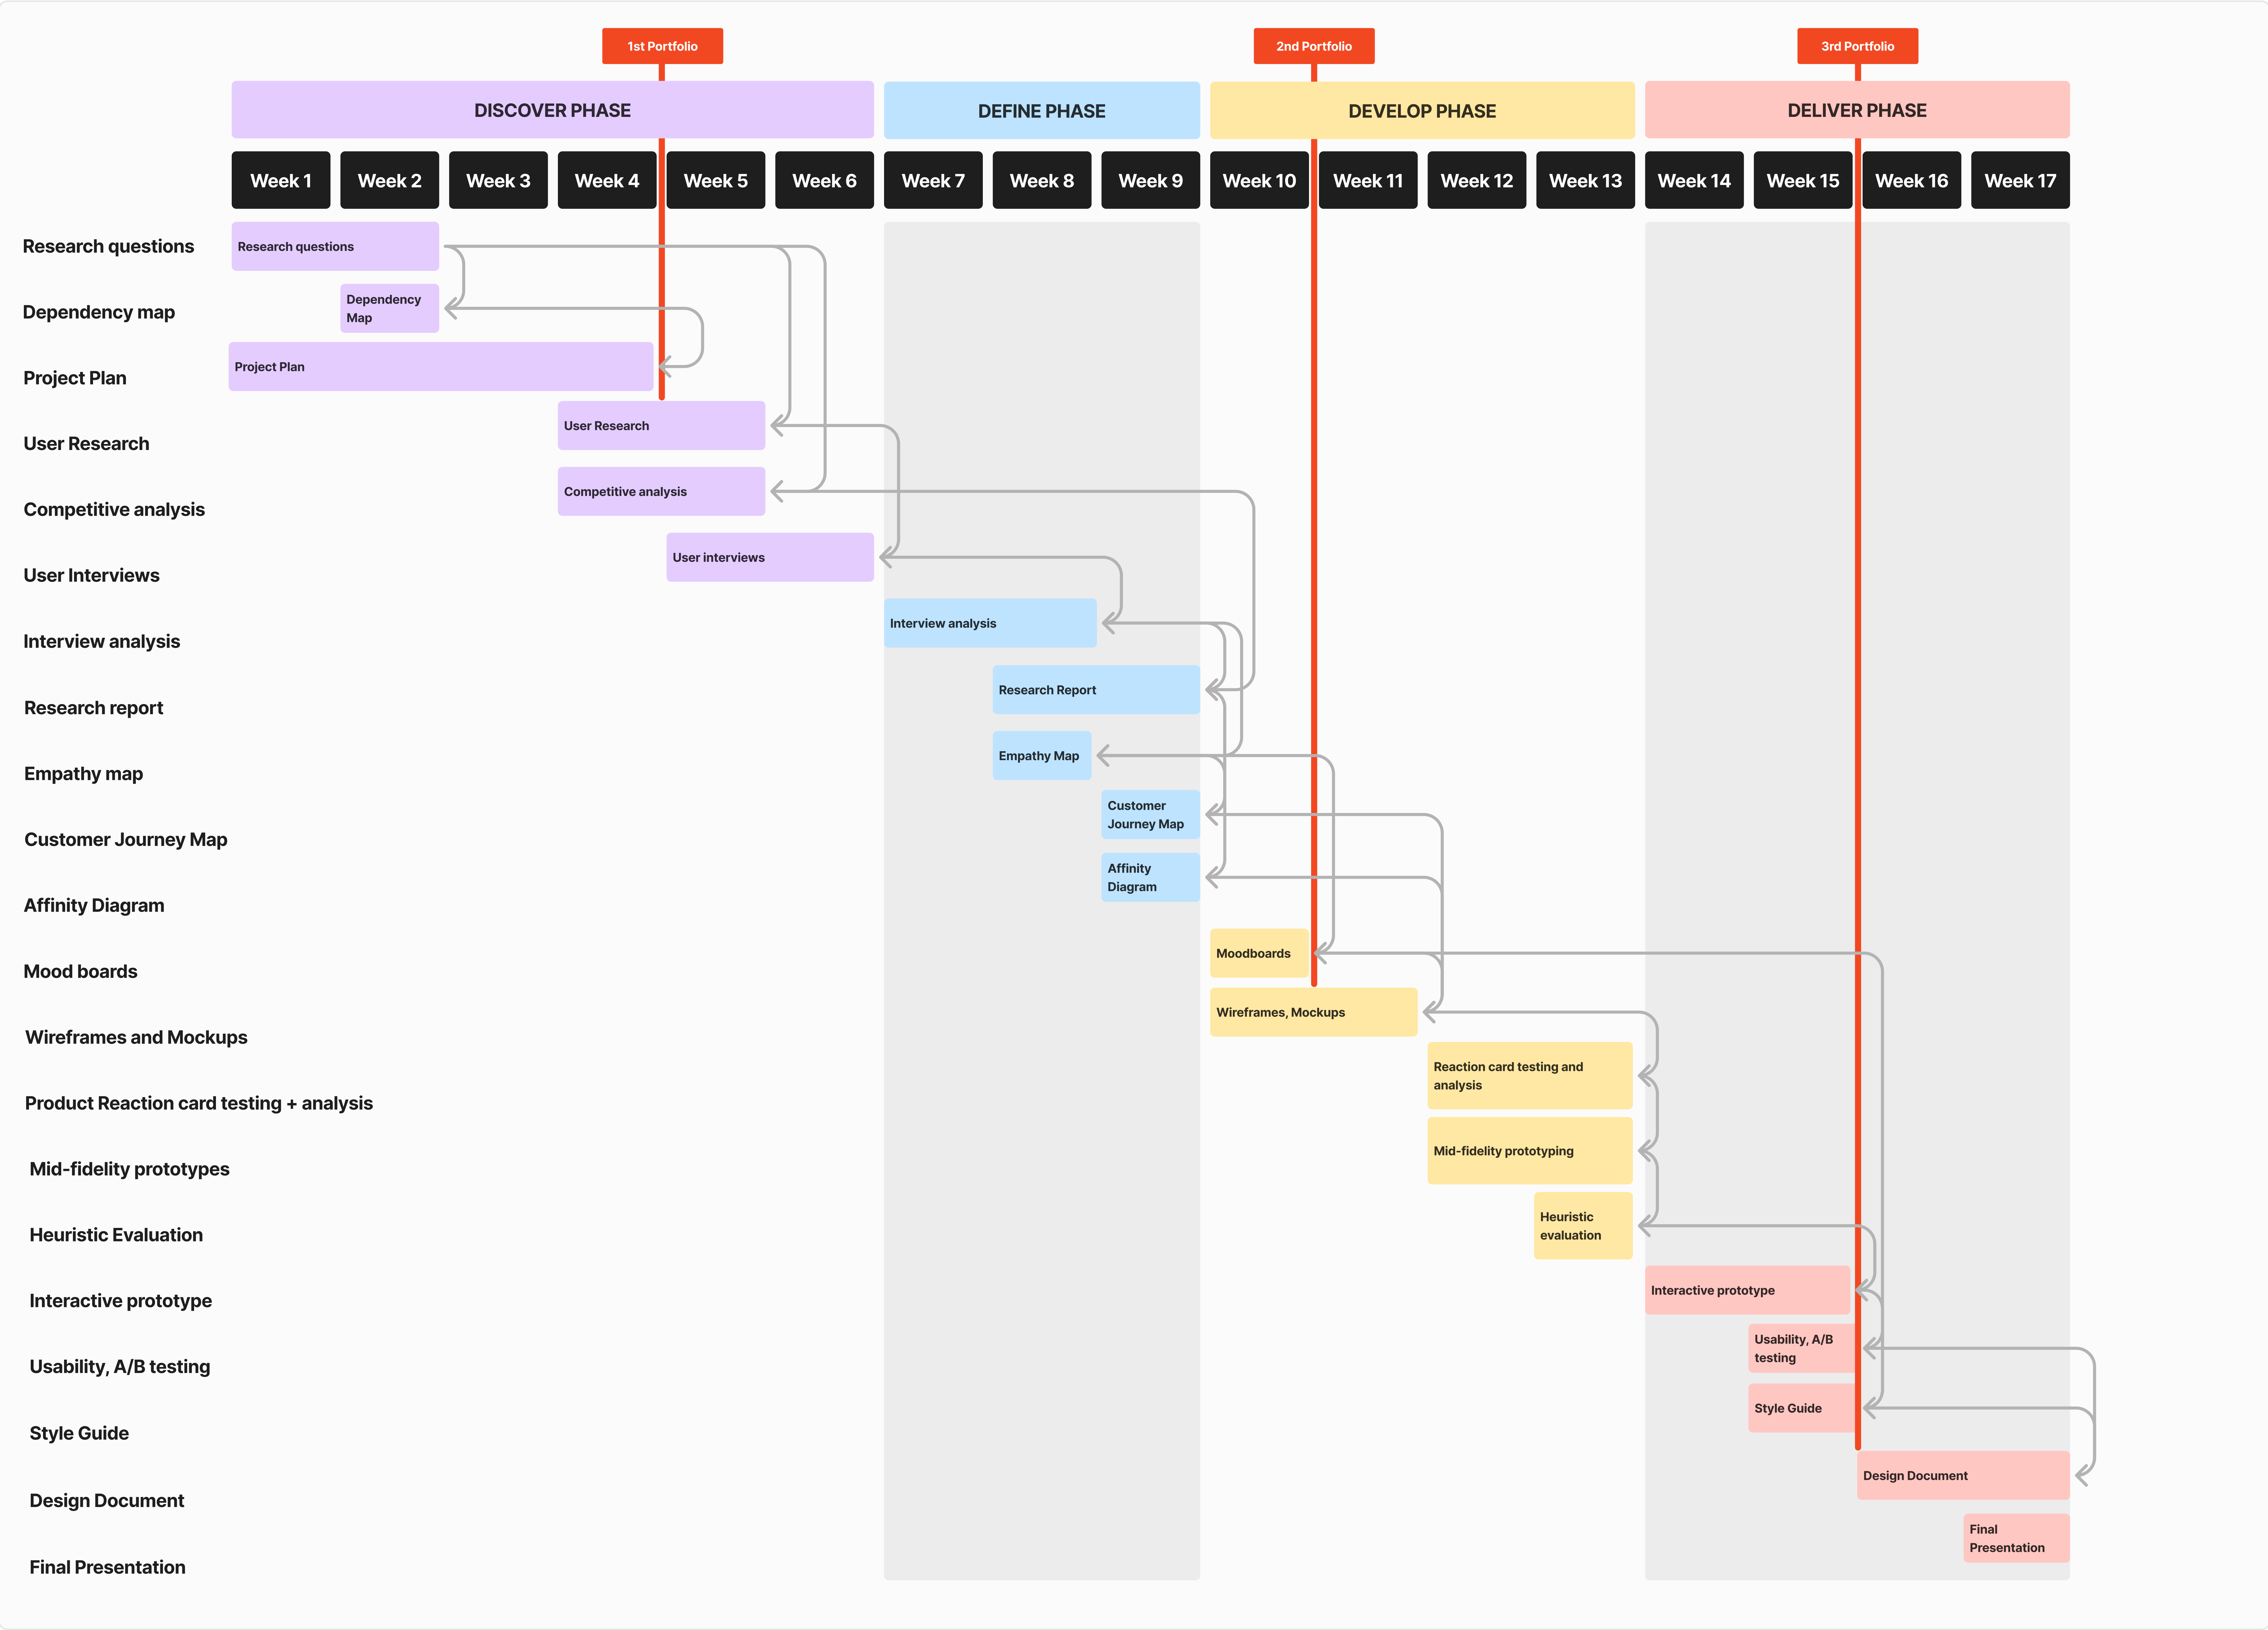 1st Portfolio
2nd Portfolio
3rd Portfolio
DISCOVER PHASE
DEFINE PHASE
DEVELOP PHASE
DELIVER PHASE
Week 1
Week 2
Week 3
Week 4
Week 5
Week 6
Week 7
Week 8
Week 9
Week 10
Week 11
Week 12
Week 13
Week 14
Week 15
Week 16
Week 17
Research questions
Research questions
Dependency map
Dependency
Map
Project Plan
Project Plan
User Research
User Research
Competitive analysis
Competitive analysis
User Interviews
User interviews
Interview analysis
Interview analysis
Research report
Research Report
Empathy map
Empathy Map
Customer Journey Map
Customer
Journey Map
Affinity Diagram
Affinity
Diagram
Mood boards
Moodboards
Wireframes and Mockups
Wireframes, Mockups
Product Reaction card testing + analysis
Reaction card testing and
analysis
Mid-fidelity prototypes
Mid-fidelity prototyping
Heuristic Evaluation
Heuristic
evaluation
Interactive prototype
Interactive prototype
Usability, A/B testing
Usability, A/B
testing
Style Guide
Style Guide
Design Document
Design Document
Final Presentation
Final
Presentation